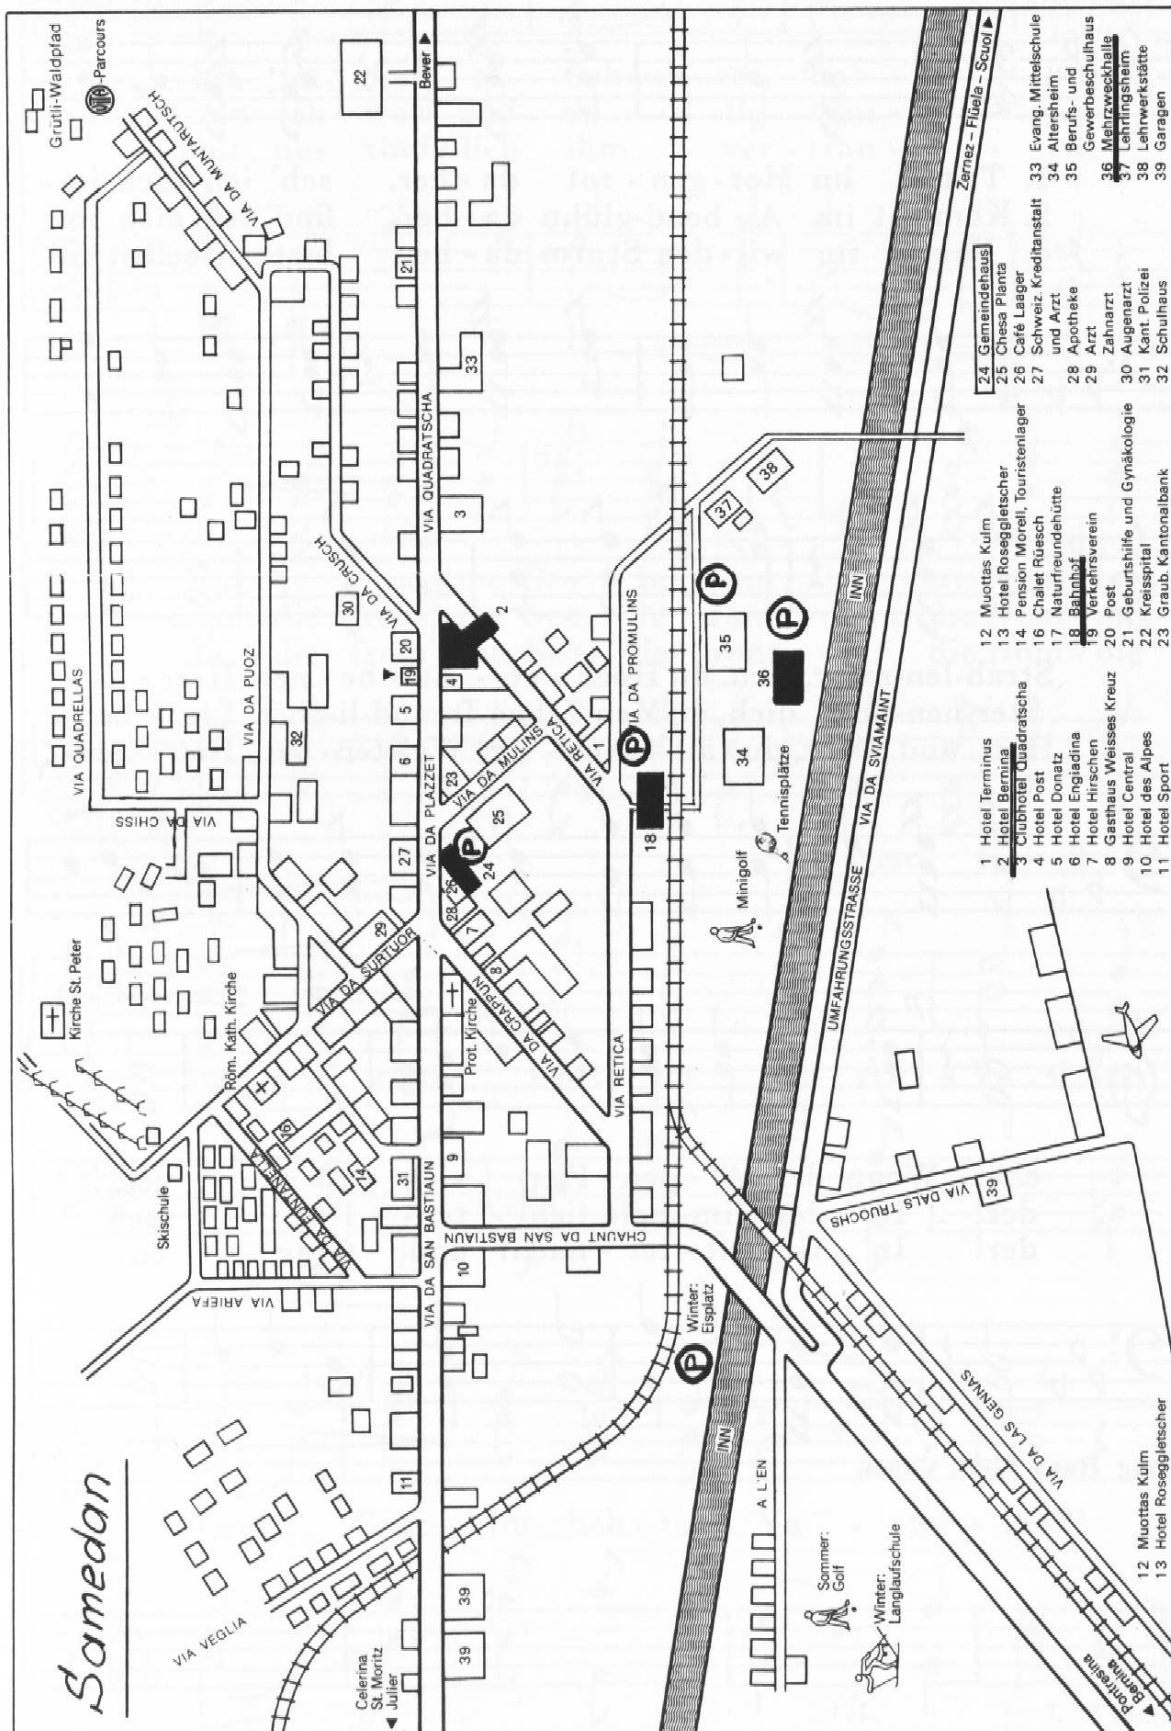 Samedan
Grütli-Waldpfad
VITA-Parcours
VIA DA MUNTARÜTSCH
22
Bever ▶
VIA QUADRELLAS
VIA DA CHISS
VIA DA PUOZ
Kirche St. Peter
Röm. Kath. Kirche
Skischule
VIA DA FUNTANELLA
VIA ARIEFA
VIA VEGLIA
VIA DA SURTUOR
VIA DA CRUSCH
VIA QUADRATSCHA
VIA DA PLAZZET
VIA DA SAN BASTIAUN
Prot. Kirche
VIA DA CRAPPUN
VIA DA MULINS
VIA RETICA
VIA RETICA
CHAUNT DA SAN BASTIAUN
VIA DA PROMULINS
21
33
3
30
20
2
19
4
5
6
32
23
25
27
24
26
28
7
29
8
16
14
31
9
10
11
39
39
1
18
P
P
P
P
P
34
35
36
37
38
Tennisplätze
Minigolf
Winter:
Eisplatz
INN
INN
UMFAHRUNGSSTRASSE
VIA DA SVIAMAINT
Zernez – Flüela – Scuol ▶
VIA DALS TRUOCHS
39
VIA DA LAS GENNAS
A L'EN
Sommer:
Golf
Winter:
Langlaufschule
Celerina
St. Moritz
◀ Julier
Pontresina
Bernina
1 Hotel Terminus
2 Hotel Bernina
3 Clubhotel Quadratscha
4 Hotel Post
5 Hotel Donatz
6 Hotel Engiadina
7 Hotel Hirschen
8 Gasthaus Weisses Kreuz
9 Hotel Central
10 Hotel des Alpes
11 Hotel Sport
12 Muottas Kulm
13 Hotel Roseggletscher
14 Pension Morell, Touristenlager
16 Chalet Rüesch
17 Naturfreundehütte
18 Bahnhof
19 Verkehrsverein
20 Post
21 Geburtshilfe und Gynäkologie
22 Kreisspital
23 Graub. Kantonalbank
24 Gemeindehaus
25 Chesa Planta
26 Café Laager
27 Schweiz. Kreditanstalt
und Arzt
28 Apotheke
29 Arzt
Zahnarzt
30 Augenarzt
31 Kant. Polizei
32 Schulhaus
33 Evang. Mittelschule
34 Altersheim
35 Berufs- und
Gewerbeschulhaus
36 Mehrzweckhalle
37 Lehrlingsheim
38 Lehrwerkstätte
39 Garagen
12 Muottas Kulm
13 Hotel Roseggletscher